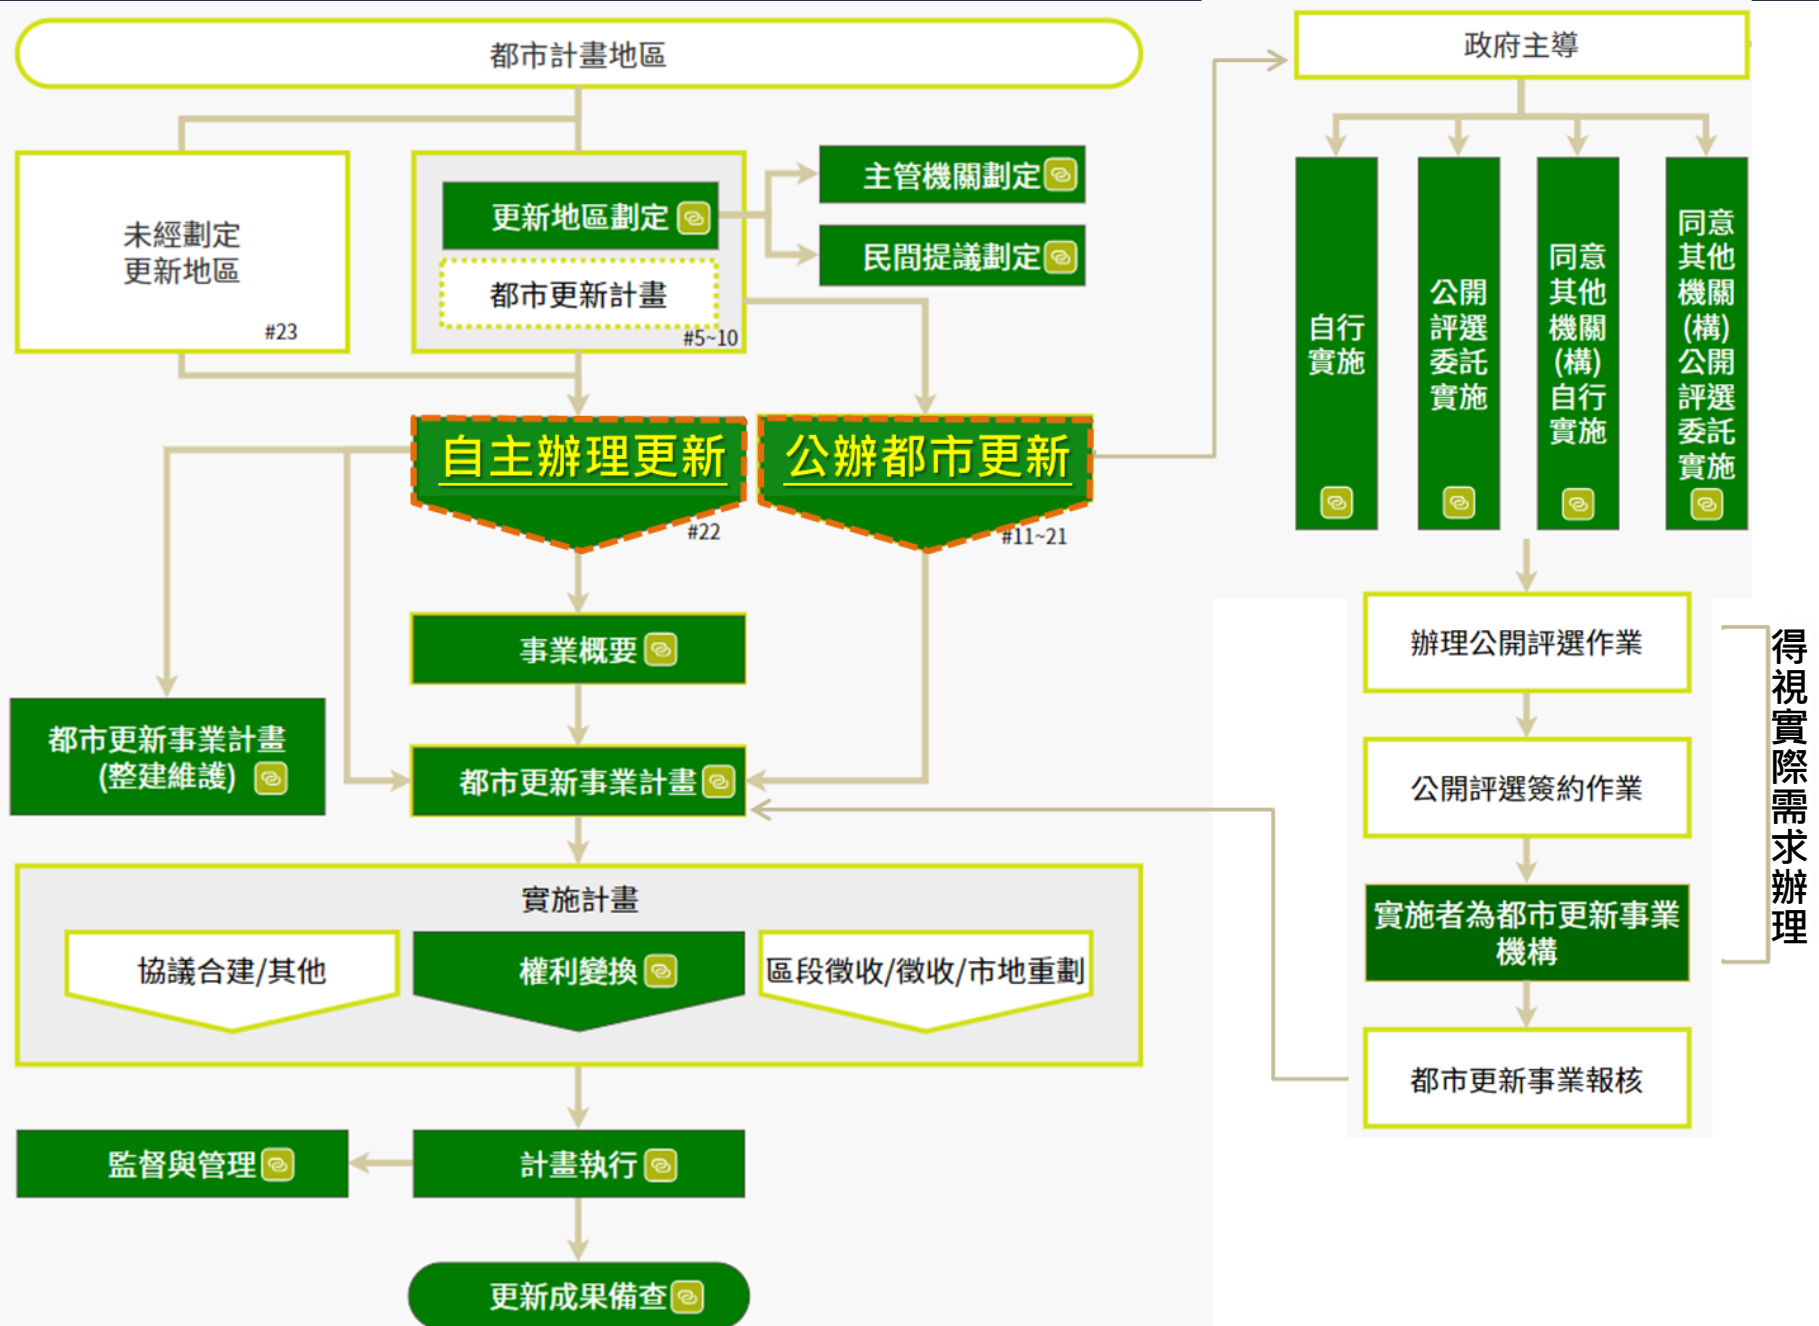 都市計畫地區
未經劃定
更新地區
#23
更新地區劃定
都市更新計畫
#5~10
主管機關劃定
民間提議劃定
自主辦理更新
#22
公辦都市更新
#11~21
事業概要
都市更新事業計畫
(整建維護)
都市更新事業計畫
實施計畫
協議合建/其他
權利變換
區段徵收/徵收/市地重劃
監督與管理
計畫執行
更新成果備查
政府主導
自行
實施
公開
評選
委託
實施
同意
其他
機關
(構)
自行
實施
同意
其他
機關
(構)
公開
評選
委託
實施
辦理公開評選作業
公開評選簽約作業
實施者為都市更新事業
機構
都市更新事業報核
得視實際需求辦理